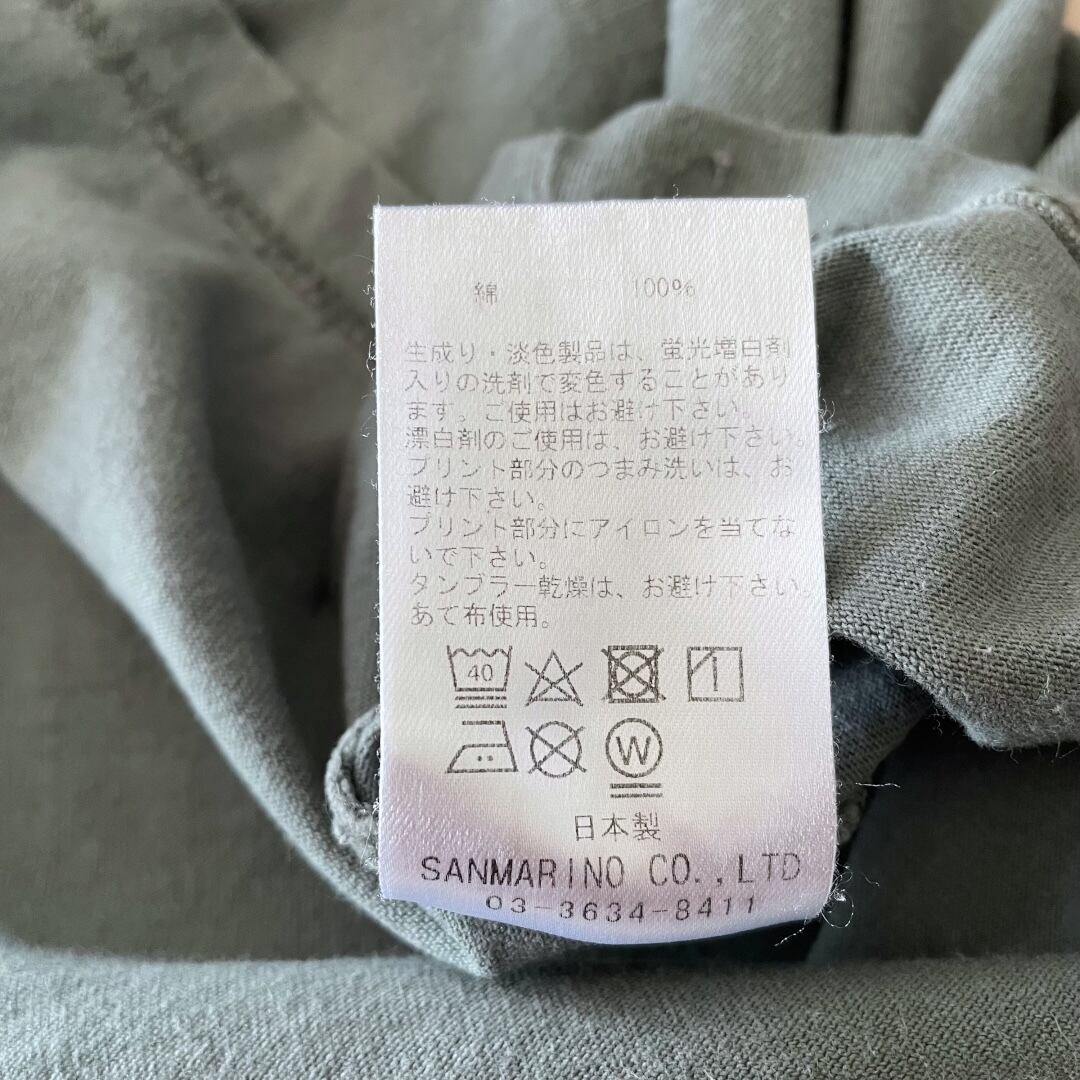 綿 100%
生成り・淡色製品は、蛍光増白剤
入りの洗剤で変色することがあり
ます。ご使用はお避け下さい。
漂白剤のご使用は、お避け下さい。
プリント部分のつまみ洗いは、お
避け下さい。
プリント部分にアイロンを当てな
いで下さい。
タンブラー乾燥は、お避け下さい。
あて布使用。
40
W
日本製
SANMARINO CO.,LTD
03-3634-8411